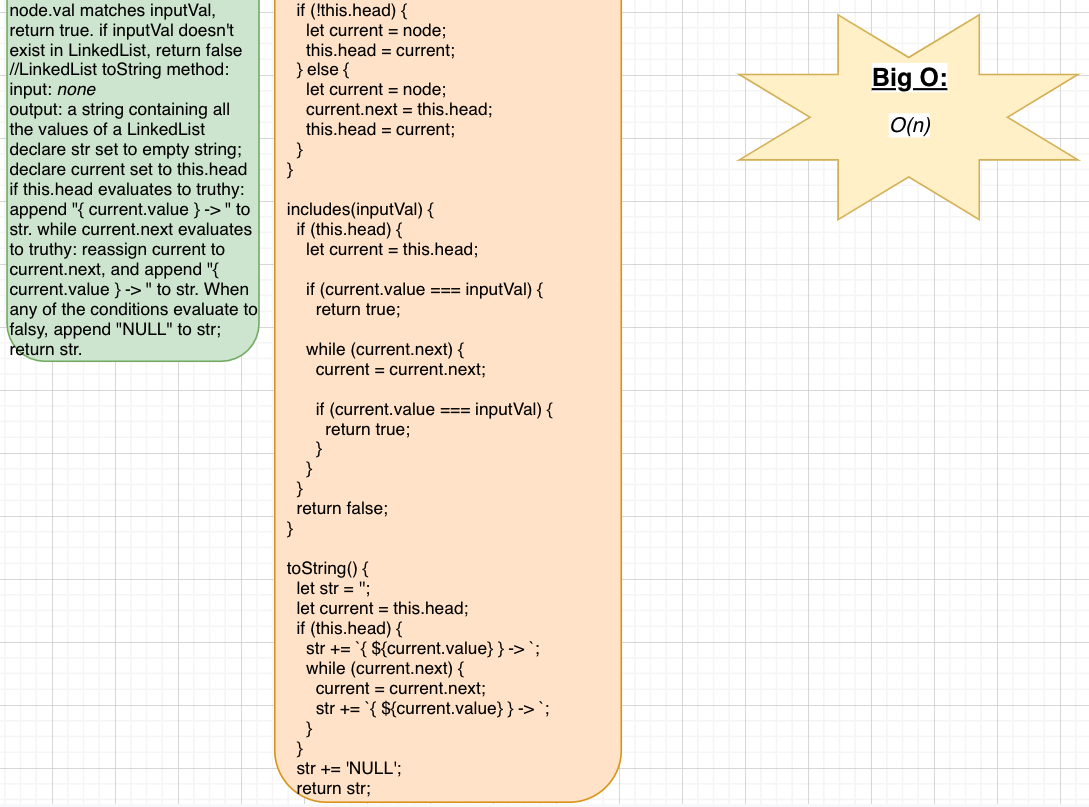 node.val matches inputVal,
return true. if inputVal doesn't
exist in LinkedList, return false
//LinkedList toString method:
input: none
output: a string containing all
the values of a LinkedList
declare str set to empty string;
declare current set to this.head
if this.head evaluates to truthy:
append "{ current.value } -> " to
str. while current.next evaluates
to truthy: reassign current to
current.next, and append "{
current.value } -> " to str. When
any of the conditions evaluate to
falsy, append "NULL" to str;
return str.
if (!this.head) {
let current = node;
this.head = current;
} else {
let current = node;
current.next = this.head;
this.head = current;
}
}
includes(inputVal) {
if (this.head) {
let current = this.head;
if (current.value === inputVal) {
return true;
while (current.next) {
current = current.next;
if (current.value === inputVal) {
return true;
}
}
}
return false;
}
toString() {
let str = '';
let current = this.head;
if (this.head) {
str += `{ ${current.value} } -> `;
while (current.next) {
current = current.next;
str += `{ ${current.value} } -> `;
}
}
str += 'NULL';
return str;
Big O:
O(n)